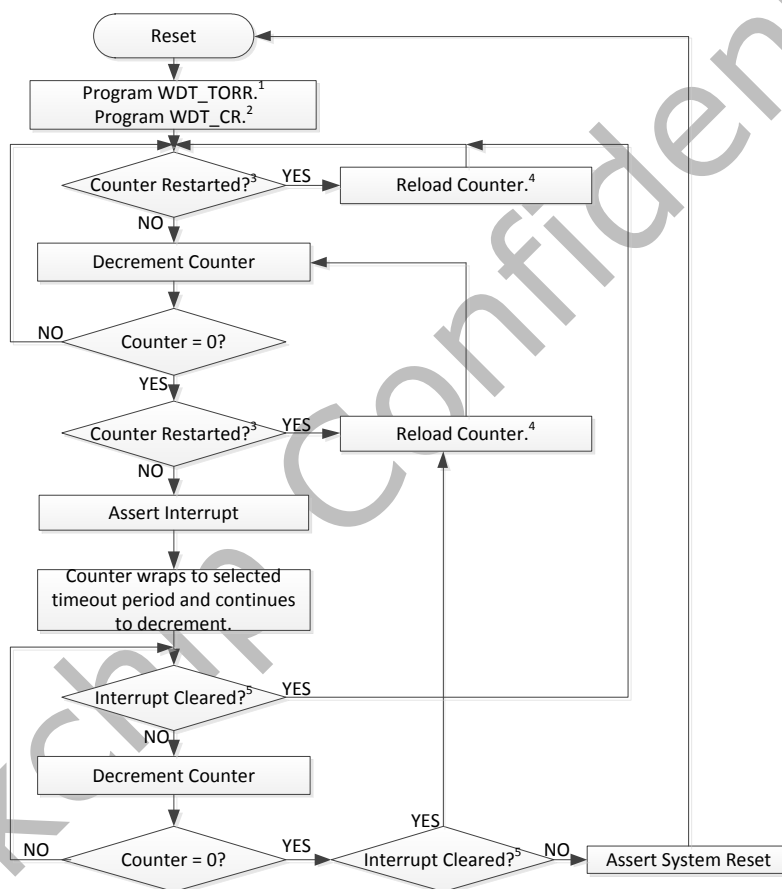 Reset
Program WDT_TORR.1
Program WDT_CR.2
Counter Restarted?3
YES
Reload Counter.4
NO
Decrement Counter
NO
Counter = 0?
YES
Counter Restarted?3
YES
Reload Counter.4
NO
Assert Interrupt
Counter wraps to selected
timeout period and continues
to decrement.
Interrupt Cleared?5
YES
NO
Decrement Counter
NO
Counter = 0?
YES
YES
Interrupt Cleared?5
NO
Assert System Reset
kchip Confiden